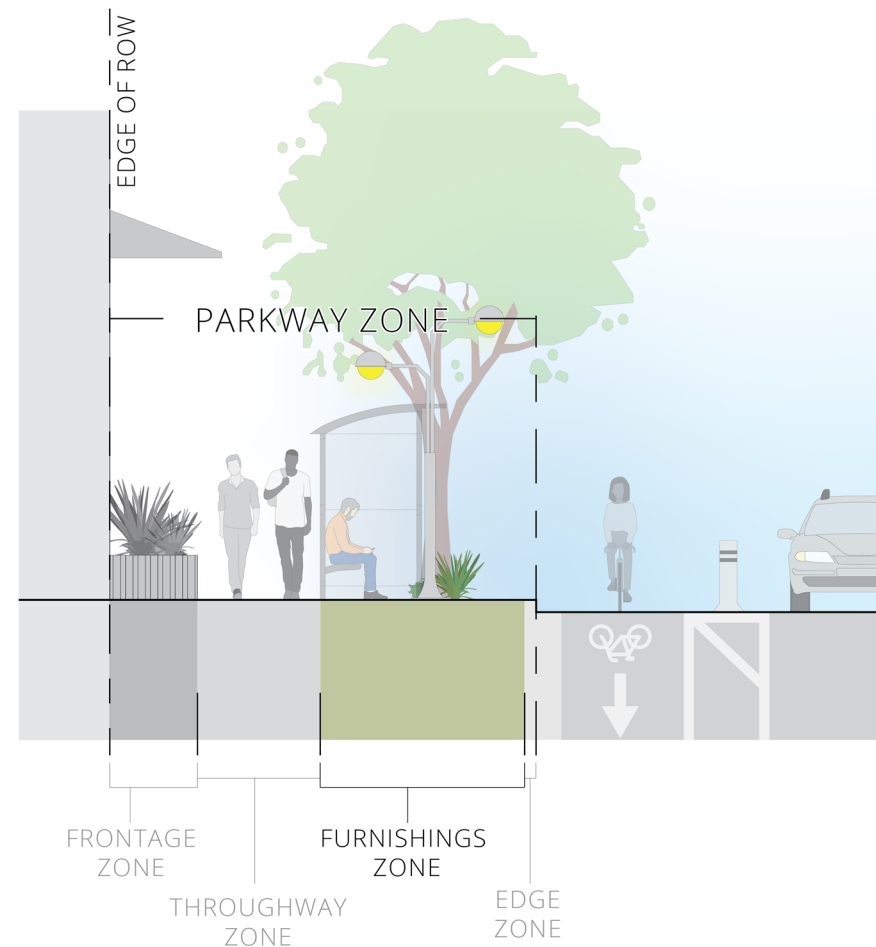 EDGE OF ROW
PARKWAY ZONE
FRONTAGE
ZONE
THROUGHWAY
ZONE
FURNISHINGS
ZONE
EDGE
ZONE